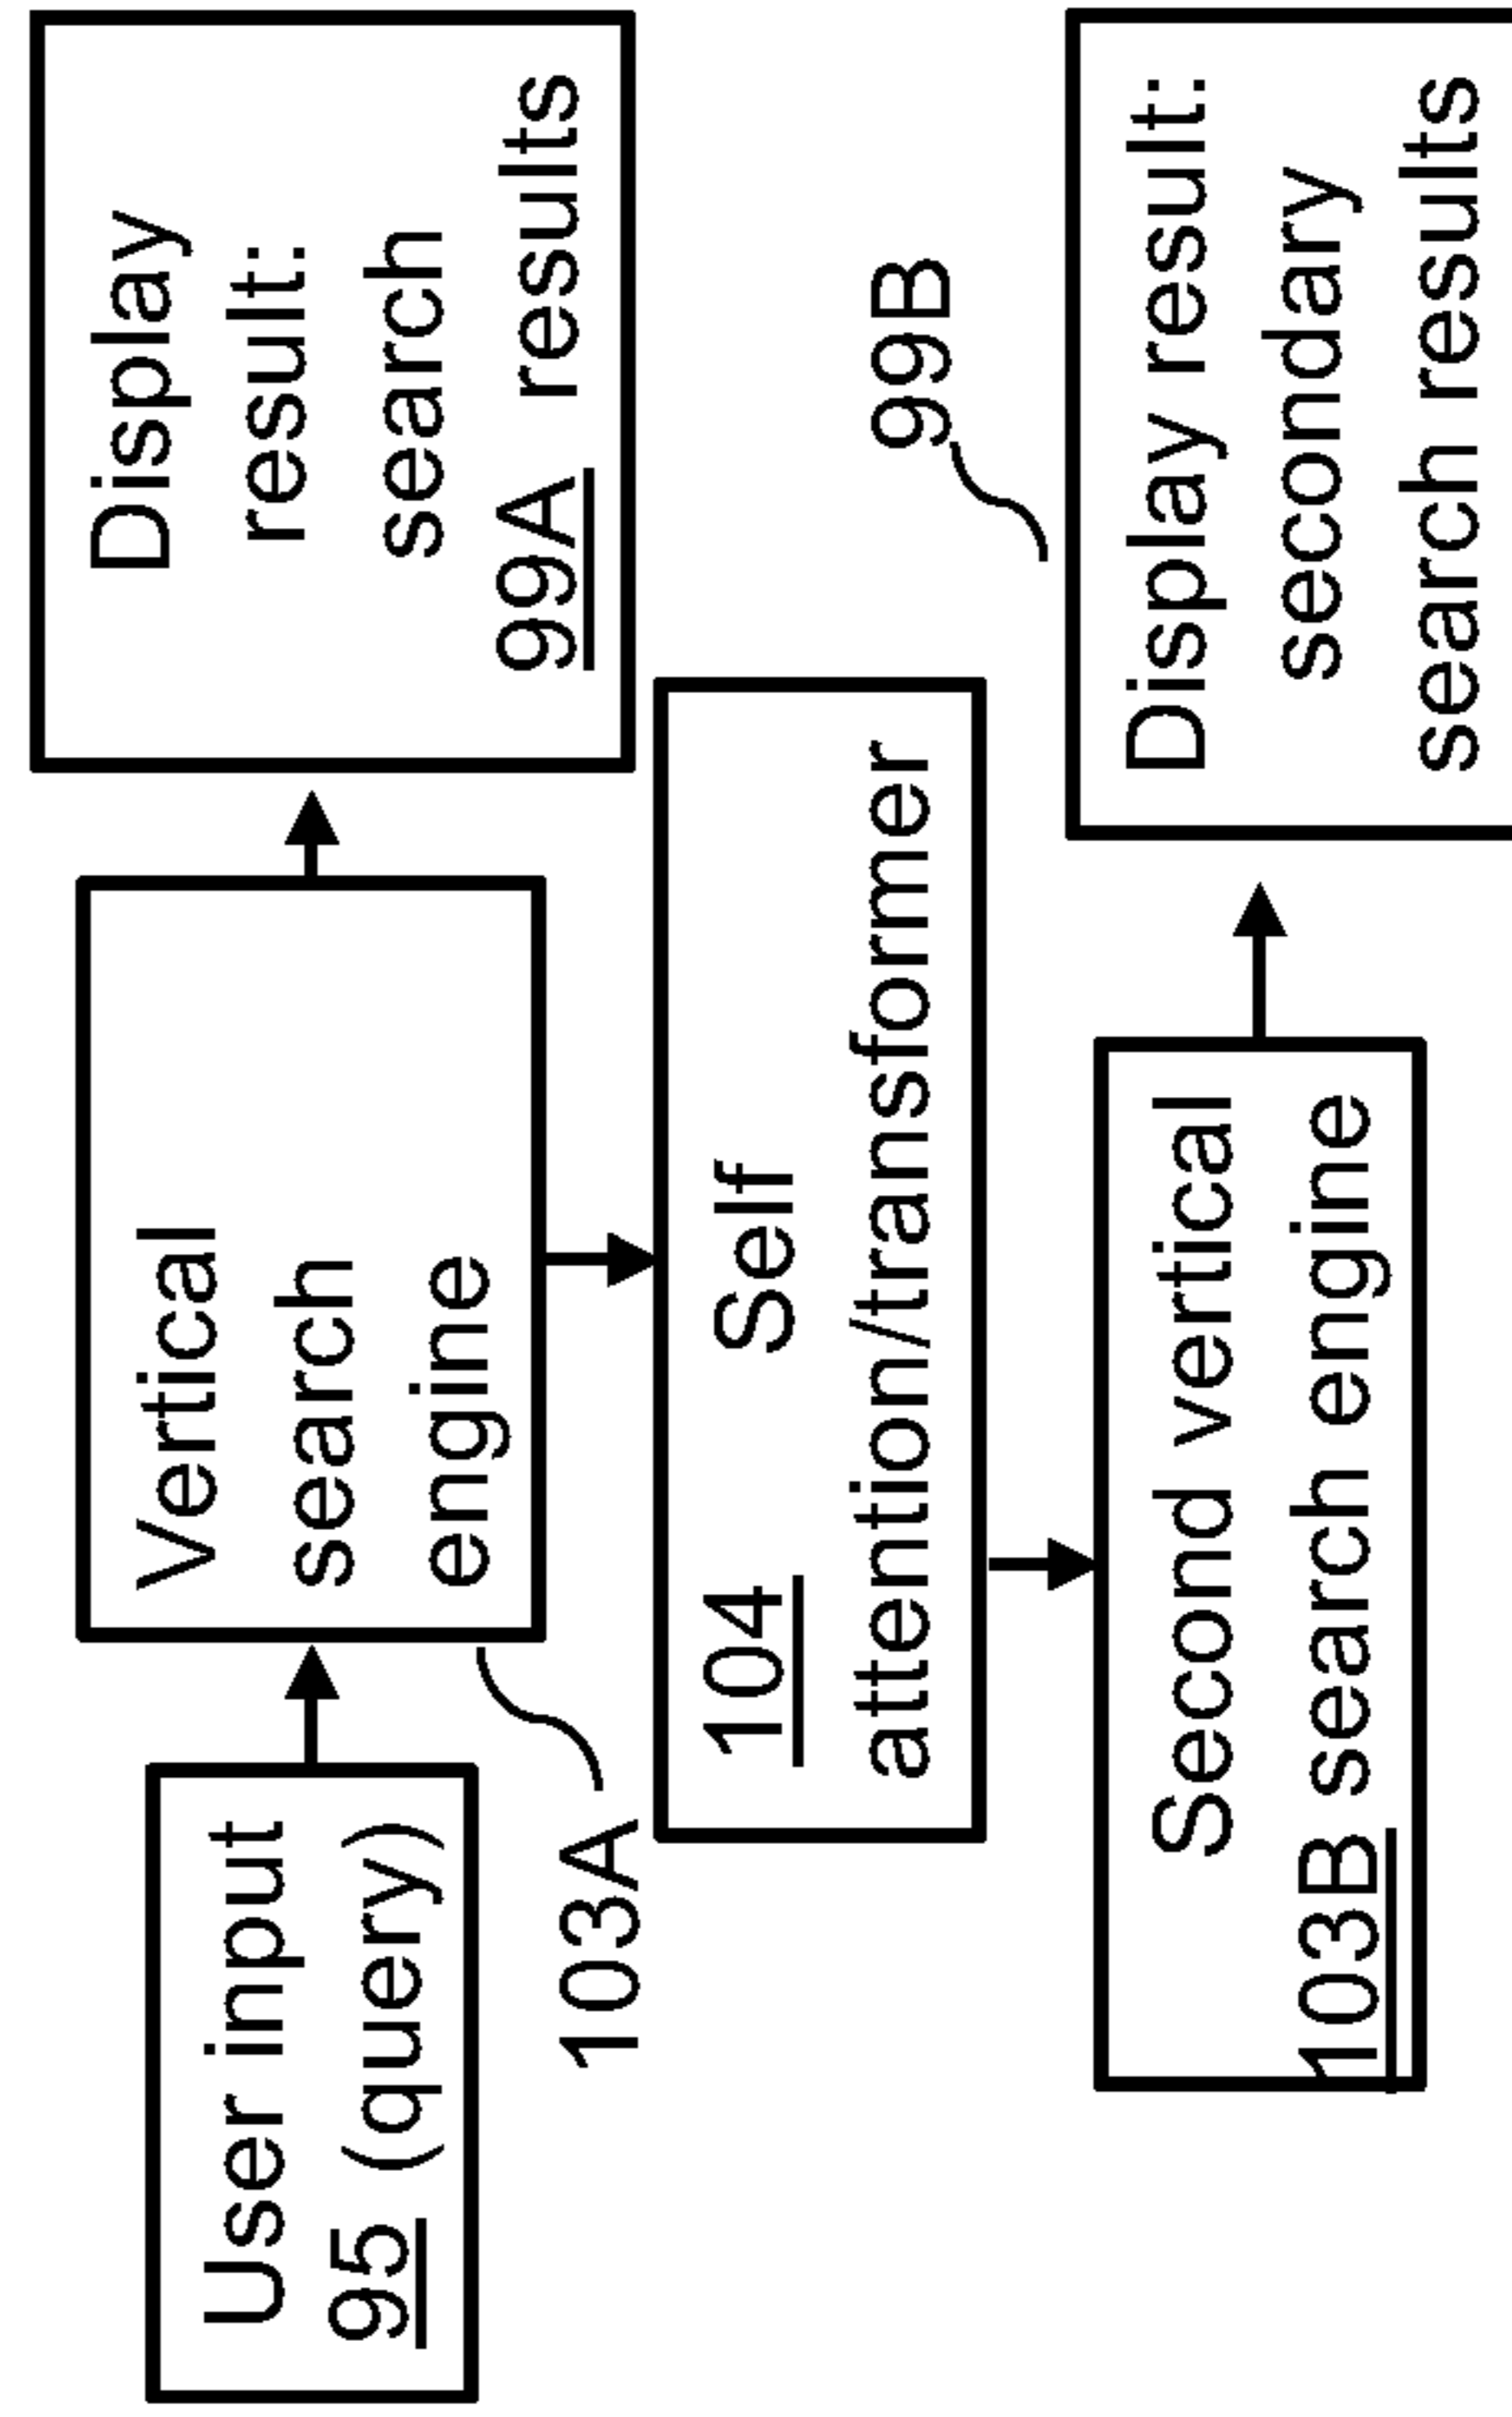 User input
95 (query)
103A
Vertical
search
engine
Display
result:
search
99A results
104 Self
attention/transformer
Second vertical
103B search engine
99B
Display result:
secondary
search results